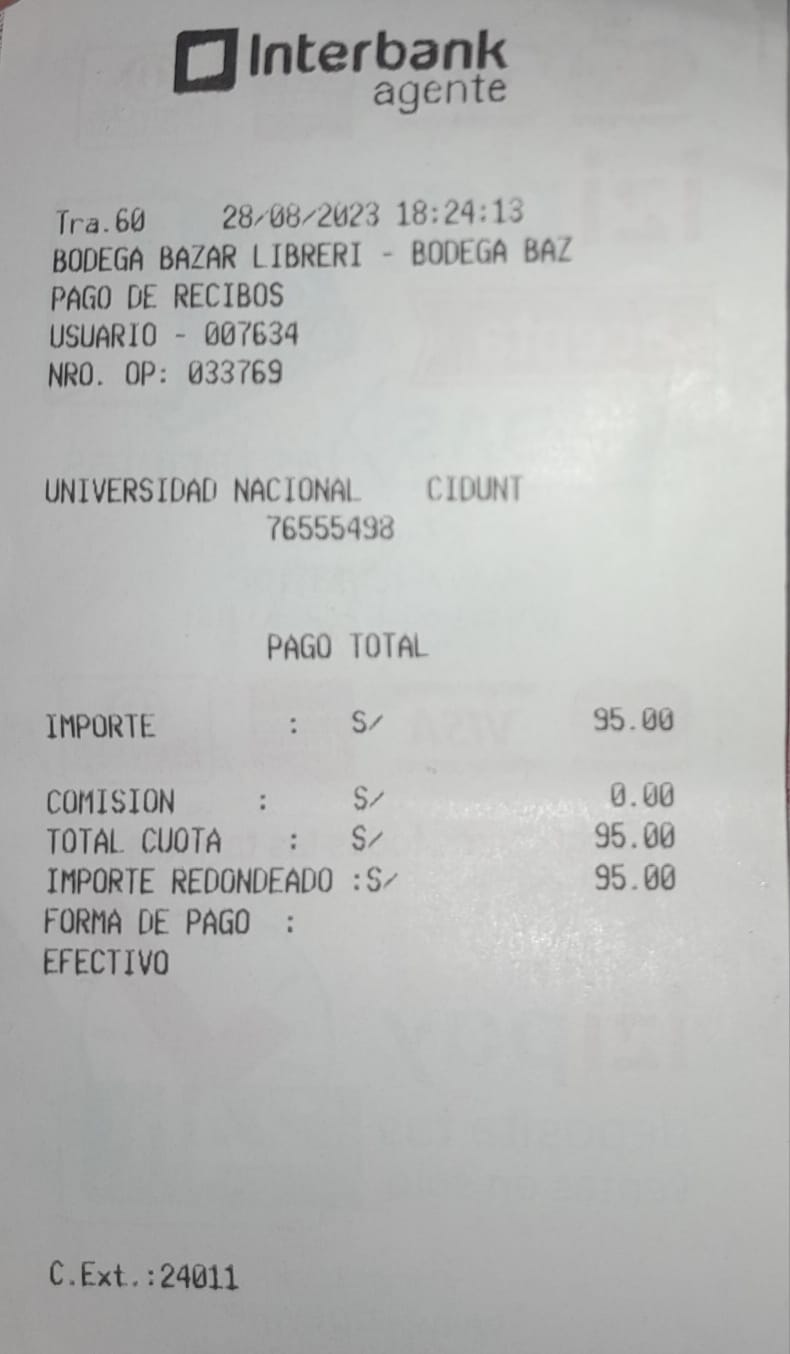 Interbank
agente
Tra.60 28/08/2023 18:24:13
BODEGA BAZAR LIBRERI - BODEGA BAZ
PAGO DE RECIBOS
USUARIO - 007634
NRO. OP: 033769
UNIVERSIDAD NACIONAL CIDUNT
76555498
PAGO TOTAL
IMPORTE : S/ 95.00
COMISION : S/ 0.00
TOTAL CUOTA : S/ 95.00
IMPORTE REDONDEADO :S/ 95.00
FORMA DE PAGO :
EFECTIVO
C.Ext.:24011